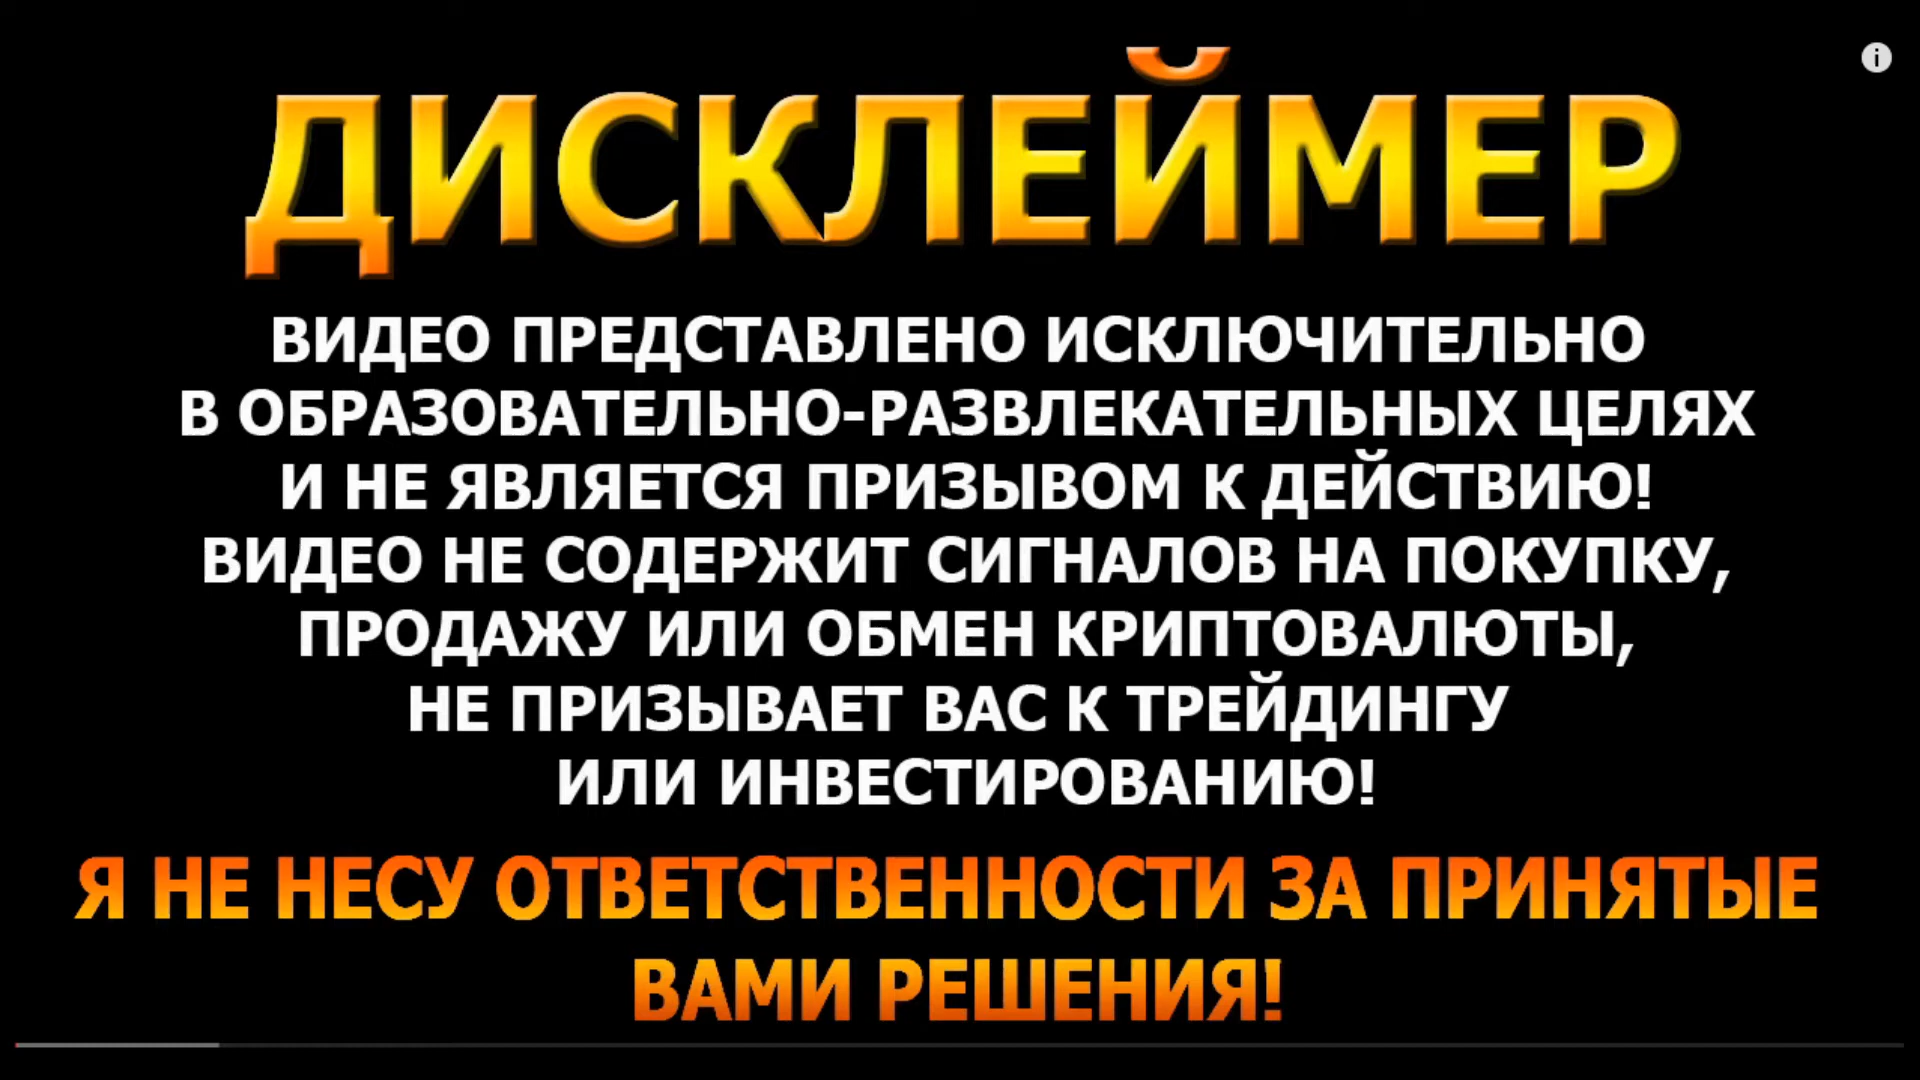 ДИСКЛЕЙМЕР
ВИДЕО ПРЕДСТАВЛЕНО ИСКЛЮЧИТЕЛЬНО
В ОБРАЗОВАТЕЛЬНО-РАЗВЛЕКАТЕЛЬНЫХ ЦЕЛЯХ
И НЕ ЯВЛЯЕТСЯ ПРИЗЫВОМ К ДЕЙСТВИЮ!
ВИДЕО НЕ СОДЕРЖИТ СИГНАЛОВ НА ПОКУПКУ,
ПРОДАЖУ ИЛИ ОБМЕН КРИПТОВАЛЮТЫ,
НЕ ПРИЗЫВАЕТ ВАС К ТРЕЙДИНГУ
ИЛИ ИНВЕСТИРОВАНИЮ!
Я НЕ НЕСУ ОТВЕТСТВЕННОСТИ ЗА ПРИНЯТЫЕ
ВАМИ РЕШЕНИЯ!